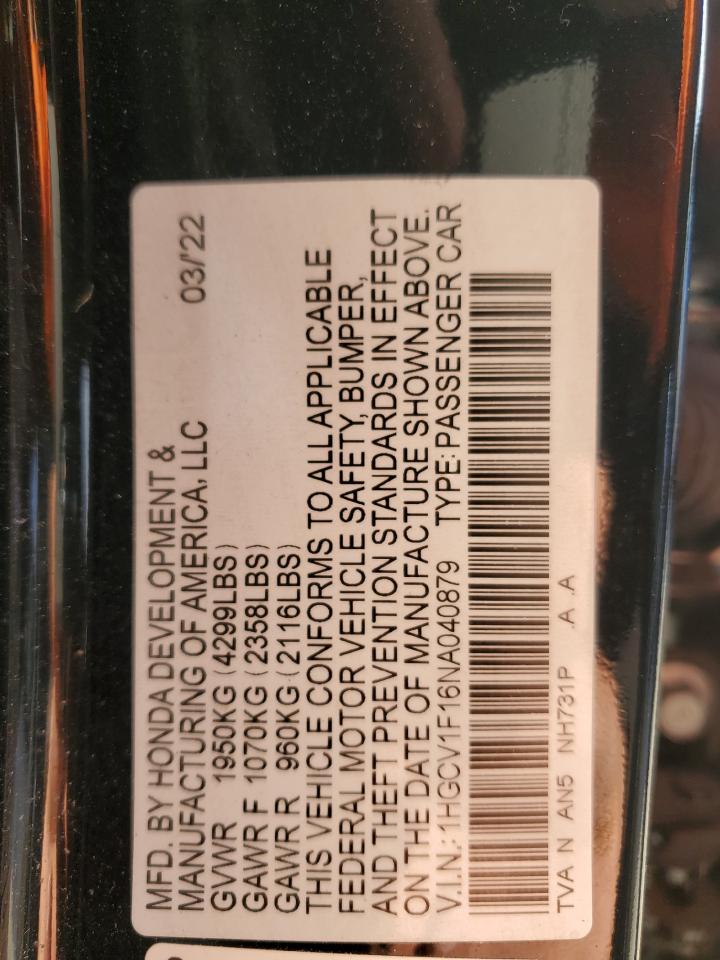 MFD. BY HONDA DEVELOPMENT &
MANUFACTURING OF AMERICA, LLC 03/'22
GVWR 1950KG (4299LBS)
GAWR F 1070KG (2358LBS)
GAWR R 960KG (2116LBS)
THIS VEHICLE CONFORMS TO ALL APPLICABLE
FEDERAL MOTOR VEHICLE SAFETY, BUMPER,
AND THEFT PREVENTION STANDARDS IN EFFECT
ON THE DATE OF MANUFACTURE SHOWN ABOVE.
V.I.N.: 1HGCV1F16NA040879 TYPE: PASSENGER CAR
TVA N AN5 NH731P .A .A